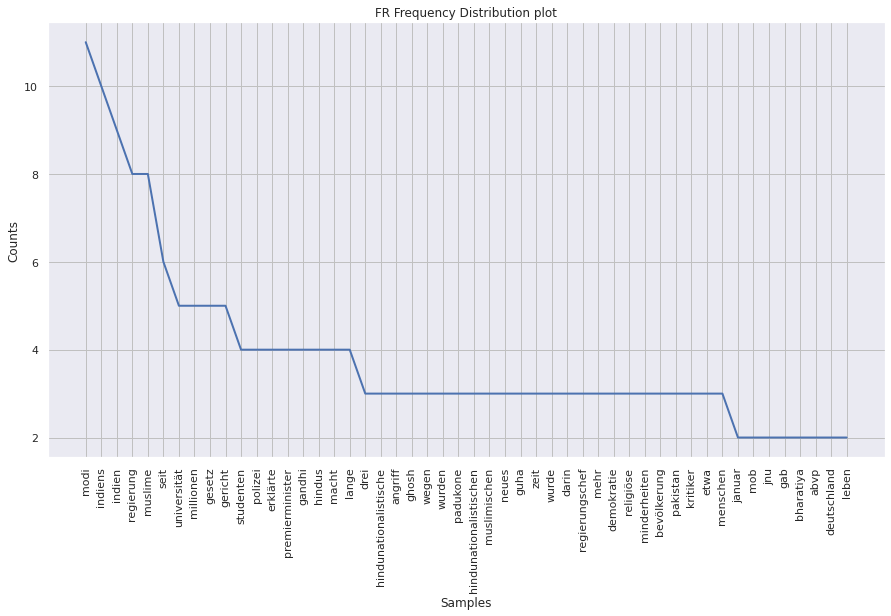 FR Frequency Distribution plot
Counts
10
8
6
4
2
modi
indiens
indien
regierung
muslime
seit
universität
millionen
gesetz
gericht
studenten
polizei
erklärte
premierminister
gandhi
hindus
macht
lange
drei
hindunationalistische
angriff
ghosh
wegen
wurden
padukone
hindunationalistischen
muslimischen
neues
guha
zeit
wurde
darin
regierungschef
mehr
demokratie
religiöse
minderheiten
bevölkerung
pakistan
kritiker
etwa
menschen
januar
mob
jnu
gab
bharatiya
abvp
deutschland
leben
Samples